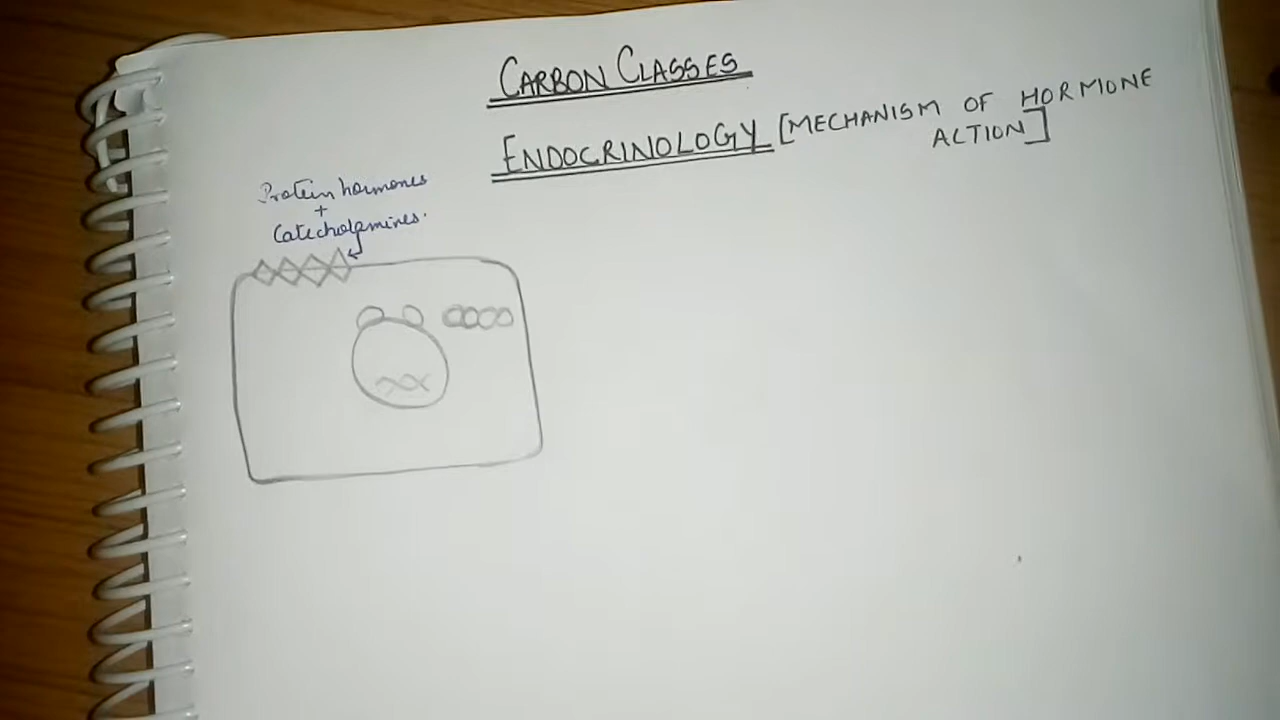 CARBON CLASSES
ENDOCRINOLOGY [MECHANISM OF HORMONE
ACTION]
Protein hormones
+
Catecholamines.